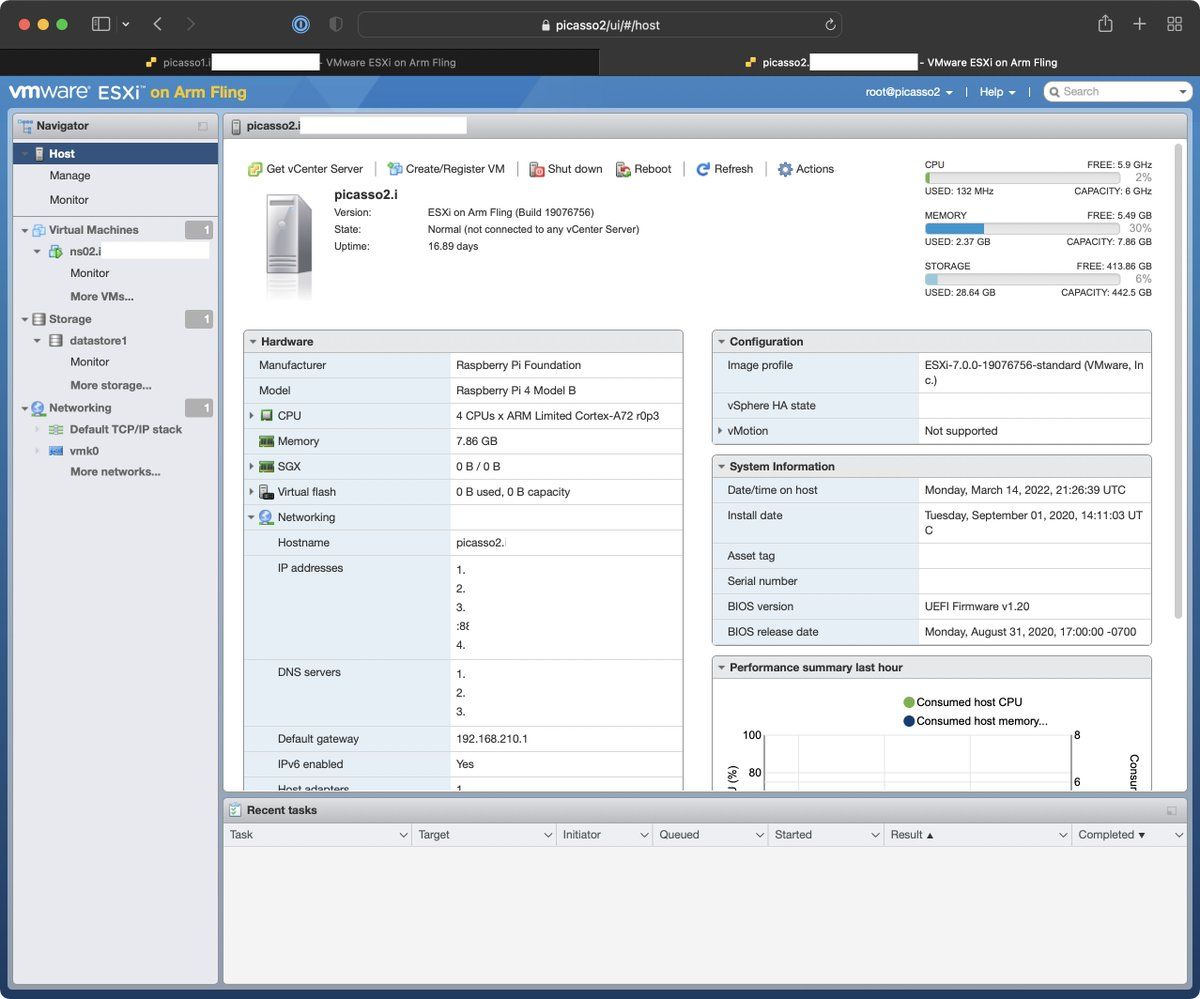 picasso2/ui/#/host
picasso1.i - VMware ESXi on Arm Fling
picasso2. - VMware ESXi on Arm Fling
vmware ESXi™ on Arm Fling
root@picasso2 | Help | Search
Navigator
Host
Manage
Monitor
Virtual Machines 1
ns02.i
Monitor
More VMs...
Storage 1
datastore1
Monitor
More storage...
Networking 1
Default TCP/IP stack
vmk0
More networks...
picasso2.i
Get vCenter Server | Create/Register VM | Shut down Reboot | Refresh | Actions
picasso2.i
Version: ESXi on Arm Fling (Build 19076756)
State: Normal (not connected to any vCenter Server)
Uptime: 16.89 days
CPU FREE: 5.9 GHz
2%
USED: 132 MHz CAPACITY: 6 GHz
MEMORY FREE: 5.49 GB
30%
USED: 2.37 GB CAPACITY: 7.86 GB
STORAGE FREE: 413.86 GB
6%
USED: 28.64 GB CAPACITY: 442.5 GB
Hardware
Manufacturer Raspberry Pi Foundation
Model Raspberry Pi 4 Model B
CPU 4 CPUs x ARM Limited Cortex-A72 r0p3
Memory 7.86 GB
SGX 0 B / 0 B
Virtual flash 0 B used, 0 B capacity
Networking
Hostname picasso2.
IP addresses 1.
2.
3.
4.
DNS servers 1.
2.
3.
Default gateway 192.168.210.1
IPv6 enabled Yes
Host adapters 1
Configuration
Image profile ESXi-7.0.0-19076756-standard (VMware, In
c.)
vSphere HA state
vMotion Not supported
System Information
Date/time on host Monday, March 14, 2022, 21:26:39 UTC
Install date Tuesday, September 01, 2020, 14:11:03 UT
C
Asset tag
Serial number
BIOS version UEFI Firmware v1.20
BIOS release date Monday, August 31, 2020, 17:00:00 -0700
Performance summary last hour
Consumed host CPU
Consumed host memory...
100 8
80 6
(%)
Consur
Recent tasks
Task Target Initiator Queued Started Result ▲ Completed ▼